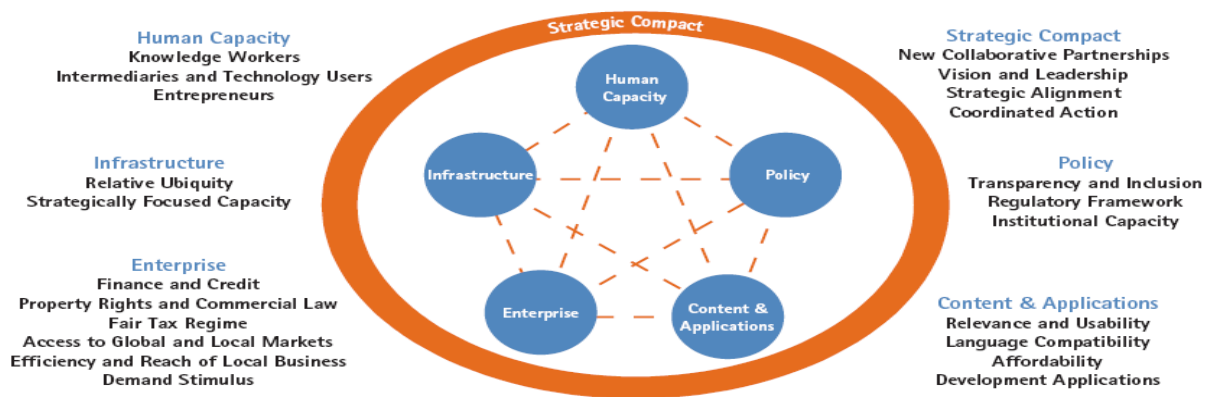 Human Capacity
Knowledge Workers
Intermediaries and Technology Users
Entrepreneurs
Infrastructure
Relative Ubiquity
Strategically Focused Capacity
Enterprise
Finance and Credit
Property Rights and Commercial Law
Fair Tax Regime
Access to Global and Local Markets
Efficiency and Reach of Local Business
Demand Stimulus
Strategic Compact
Human
Capacity
Infrastructure
Policy
Enterprise
Content &
Applications
Strategic Compact
New Collaborative Partnerships
Vision and Leadership
Strategic Alignment
Coordinated Action
Policy
Transparency and Inclusion
Regulatory Framework
Institutional Capacity
Content & Applications
Relevance and Usability
Language Compatibility
Affordability
Development Applications